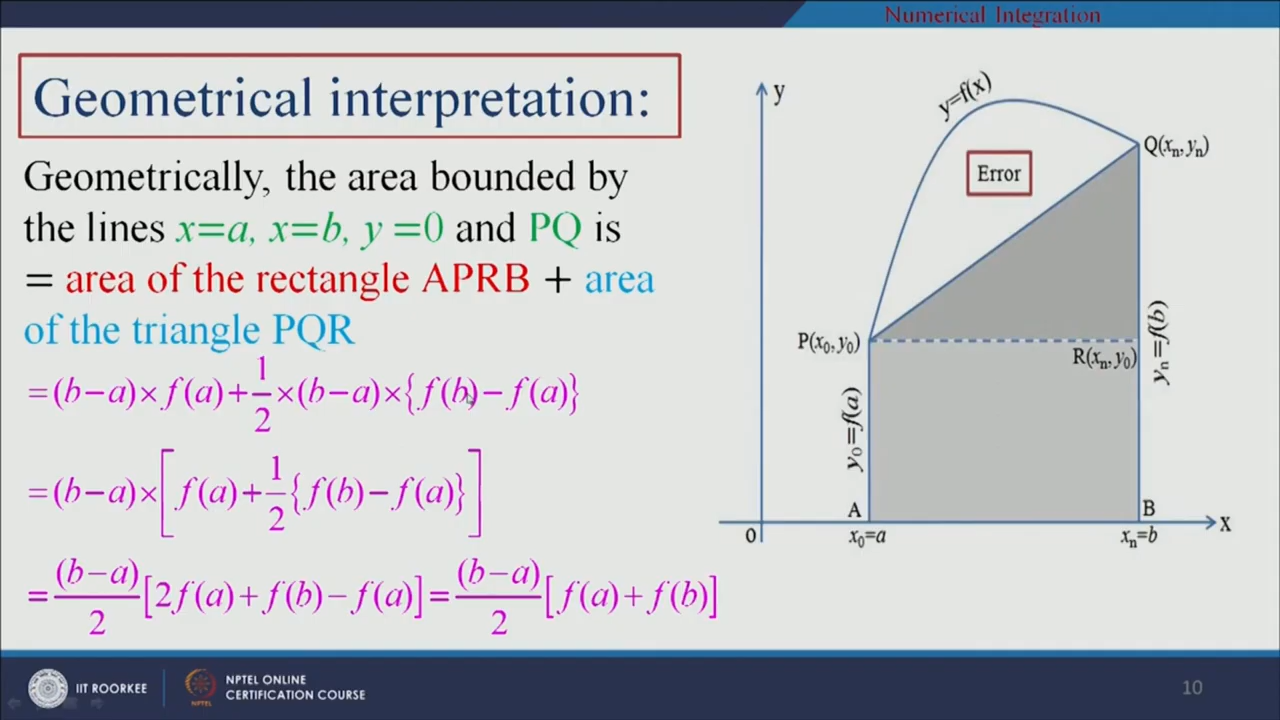 Numerical Integration
Geometrical interpretation:
Geometrically, the area bounded by
the lines x=a, x=b, y =0 and PQ is
= area of the rectangle APRB + area
of the triangle PQR
=(b−a)×f(a)+1/2×(b−a)×{f(b)−f(a)}
=(b−a)×[f(a)+1/2{f(b)−f(a)}]
=(b−a)/2[2f(a)+f(b)−f(a)]=(b−a)/2[f(a)+f(b)]
y
y=f(x)
Q(xₙ,yₙ)
Error
P(x₀,y₀)
R(xₙ,y₀)
y₀=f(a)
yₙ=f(b)
A
B
x
0
x₀=a
xₙ=b
IIT ROORKEE
NPTEL
NPTEL ONLINE
CERTIFICATION COURSE
10